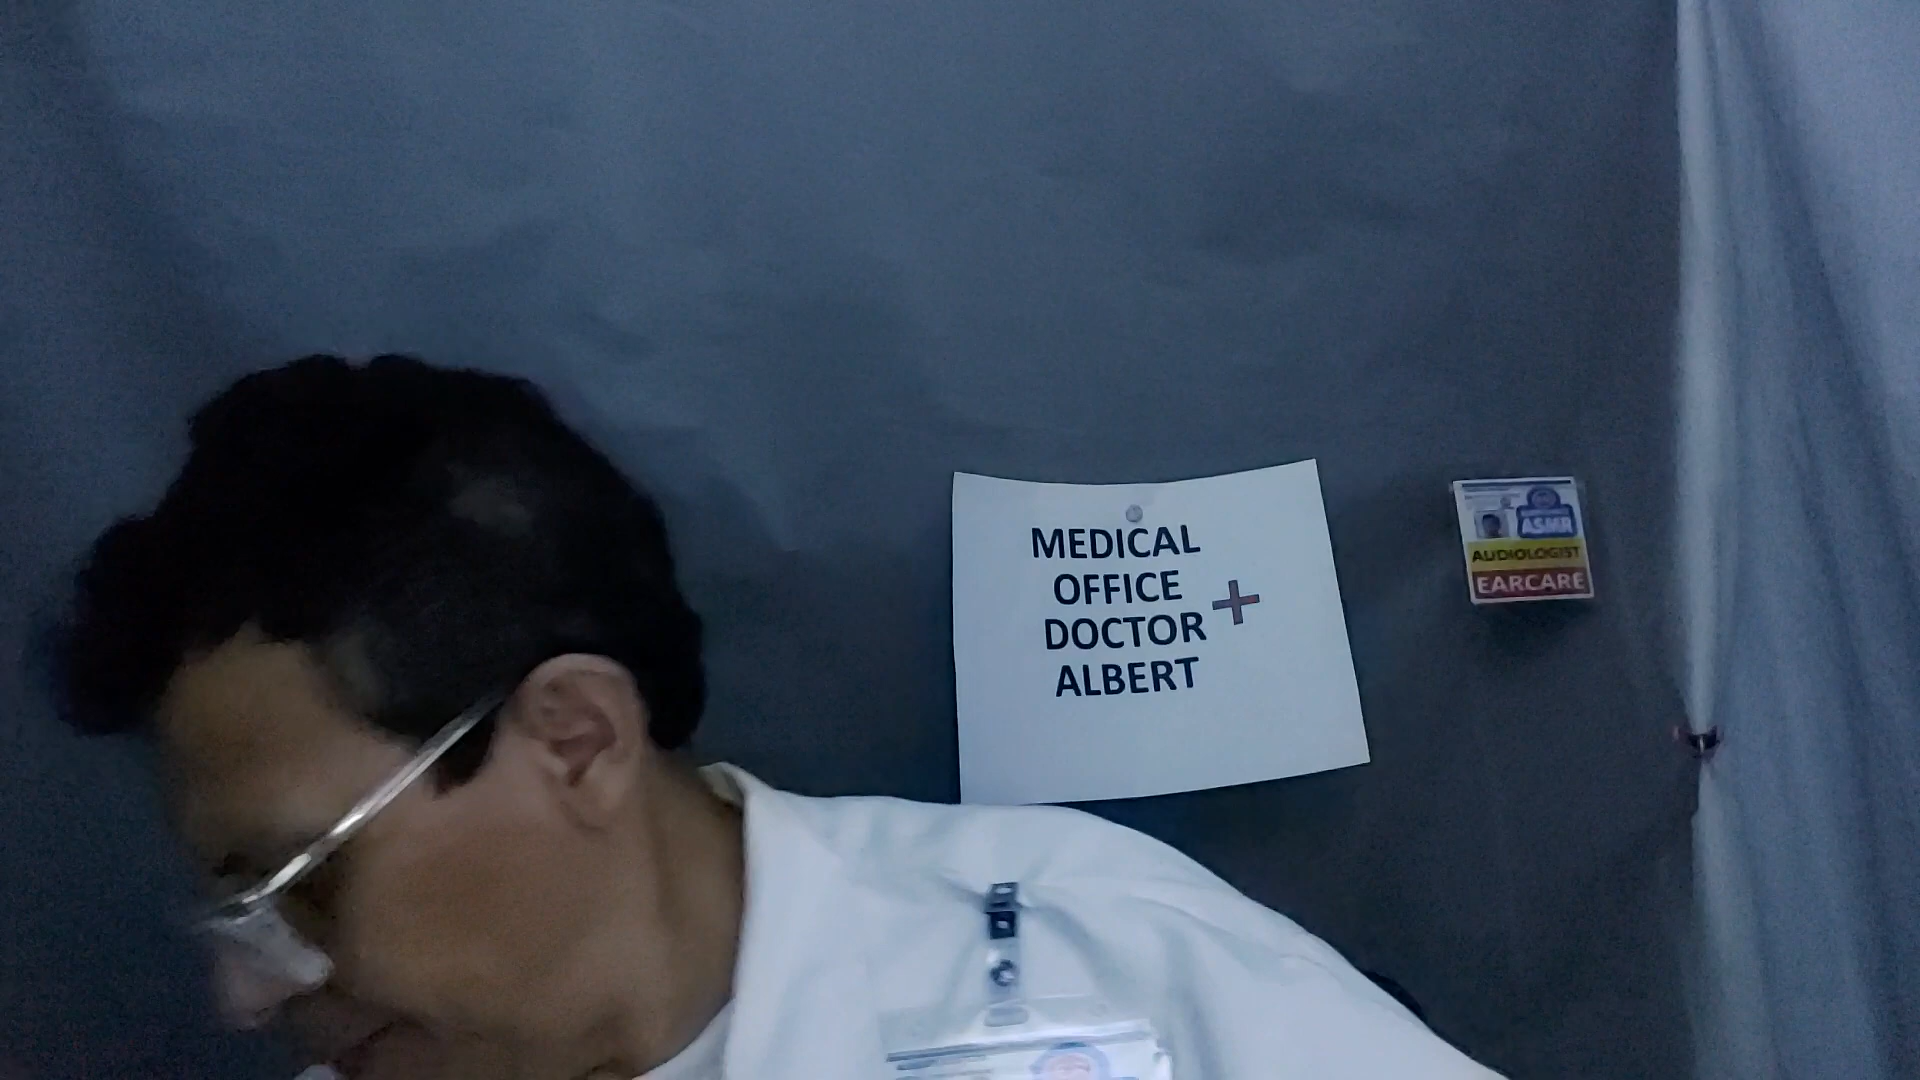 MEDICAL
OFFICE
DOCTOR
ALBERT
ASMR
AUDIOLOGIST
EARCARE